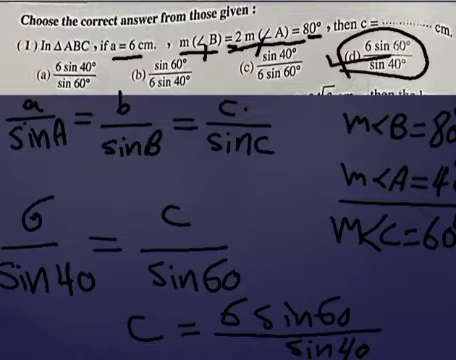 Choose the correct answer from those given :
(1) In Δ ABC , if a = 6 cm. , m (∠ B) = 2 m (∠ A) = 80° , then c = ............... cm.
(a) 6 sin 40° / sin 60° (b) sin 60° / 6 sin 40° (c) sin 40° / 6 sin 60° (d) 6 sin 60° / sin 40°
a/sinA = b/sinB = c/sinC
m<B=80
m<A=4
m<C=60
6/Sin40 = c/Sin60
C = 6 sin60/sin40